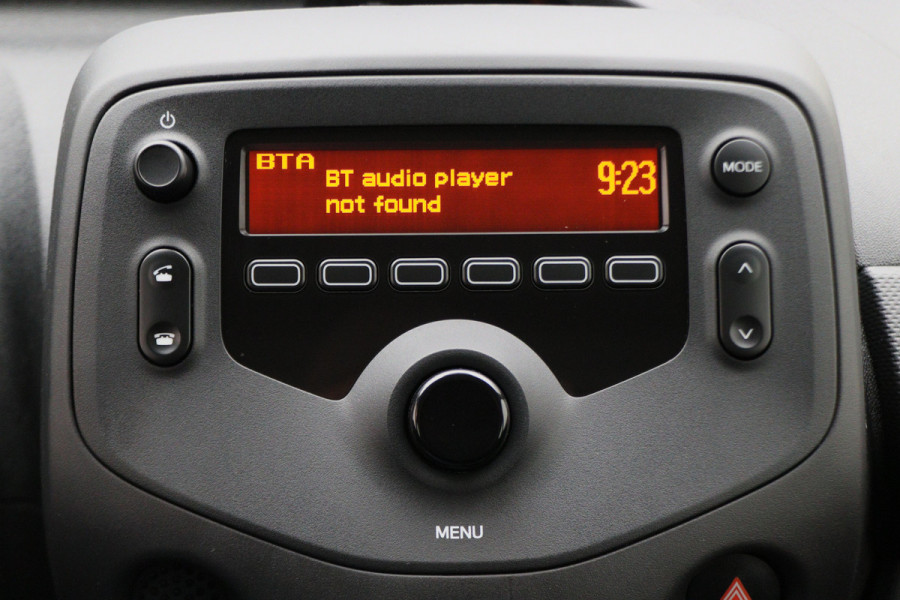 BTA
BT audio player
not found
9:23
MODE
MENU